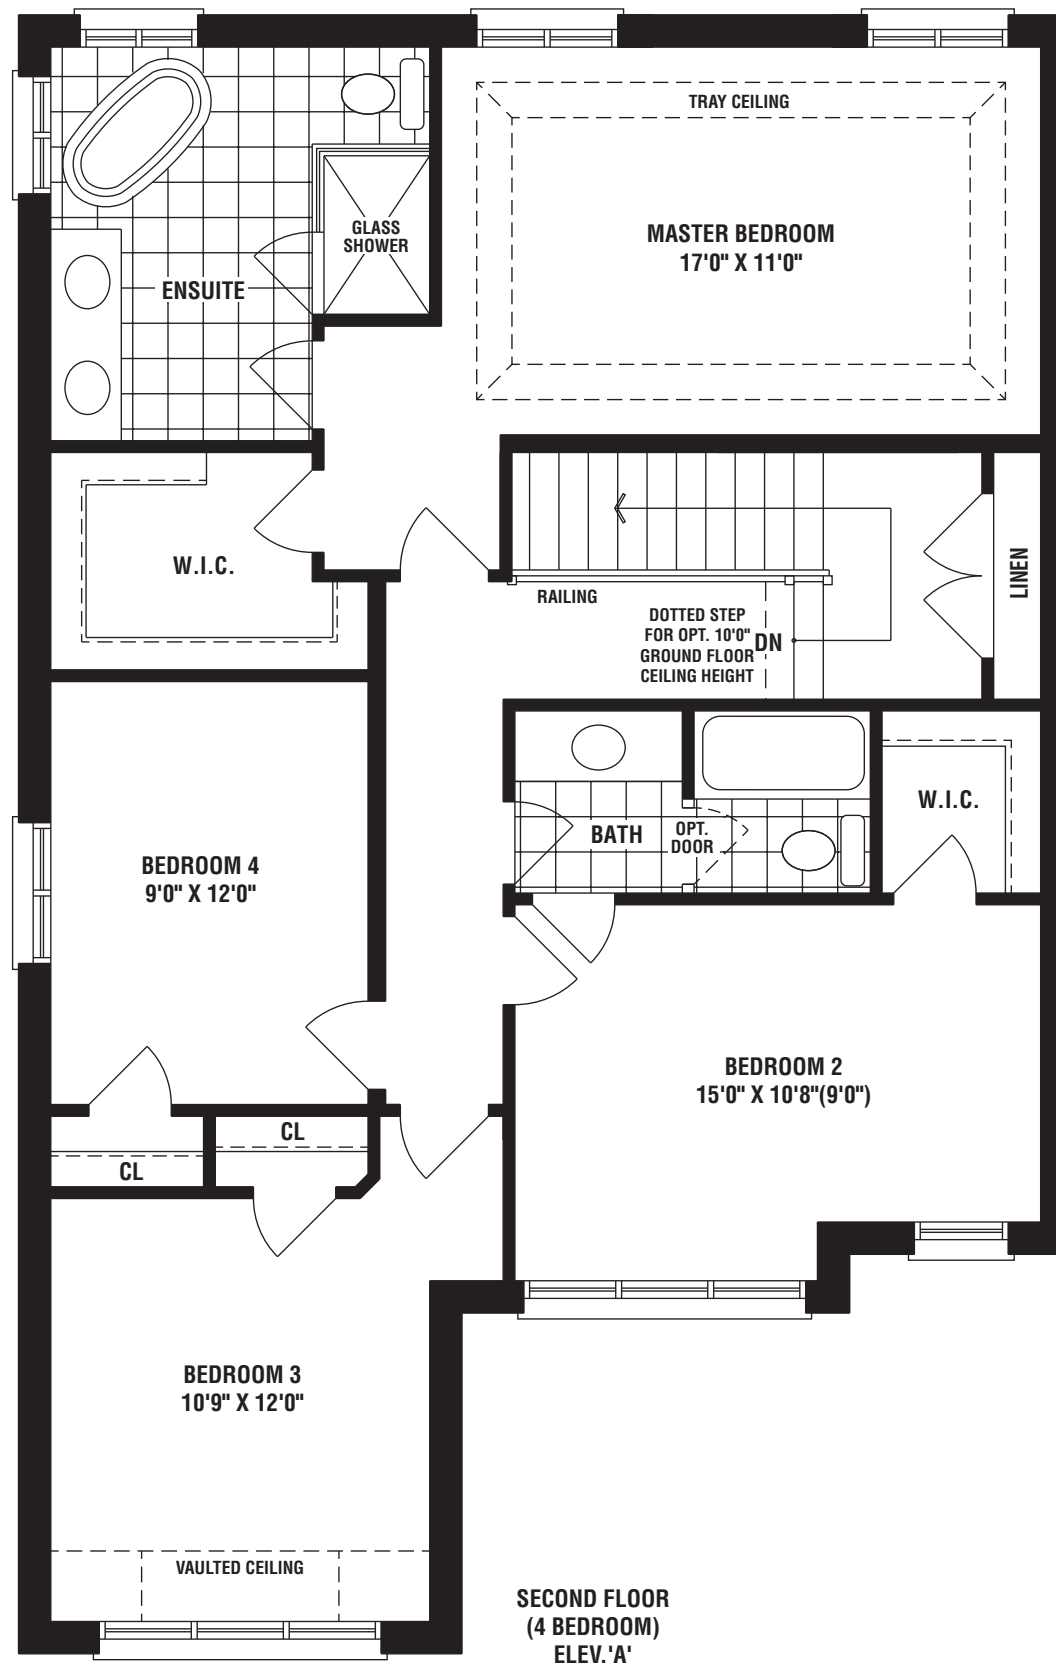 TRAY CEILING
MASTER BEDROOM
17'0" X 11'0"
GLASS
SHOWER
ENSUITE
W.I.C.
RAILING
DOTTED STEP
FOR OPT. 10'0"
GROUND FLOOR
CEILING HEIGHT
DN
LINEN
W.I.C.
BATH
OPT.
DOOR
BEDROOM 4
9'0" X 12'0"
BEDROOM 2
15'0" X 10'8"(9'0")
CL
CL
BEDROOM 3
10'9" X 12'0"
VAULTED CEILING
SECOND FLOOR
(4 BEDROOM)
ELEV.'A'